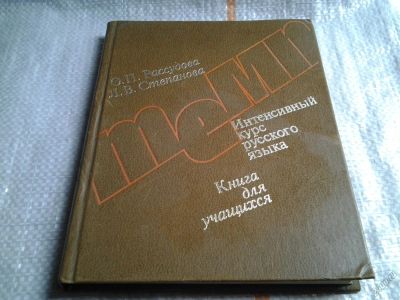 О.П. Рассудова
Л.В. Степанова
темп
Интенсивный
курс
русского
языка
Книга
для
учащихся